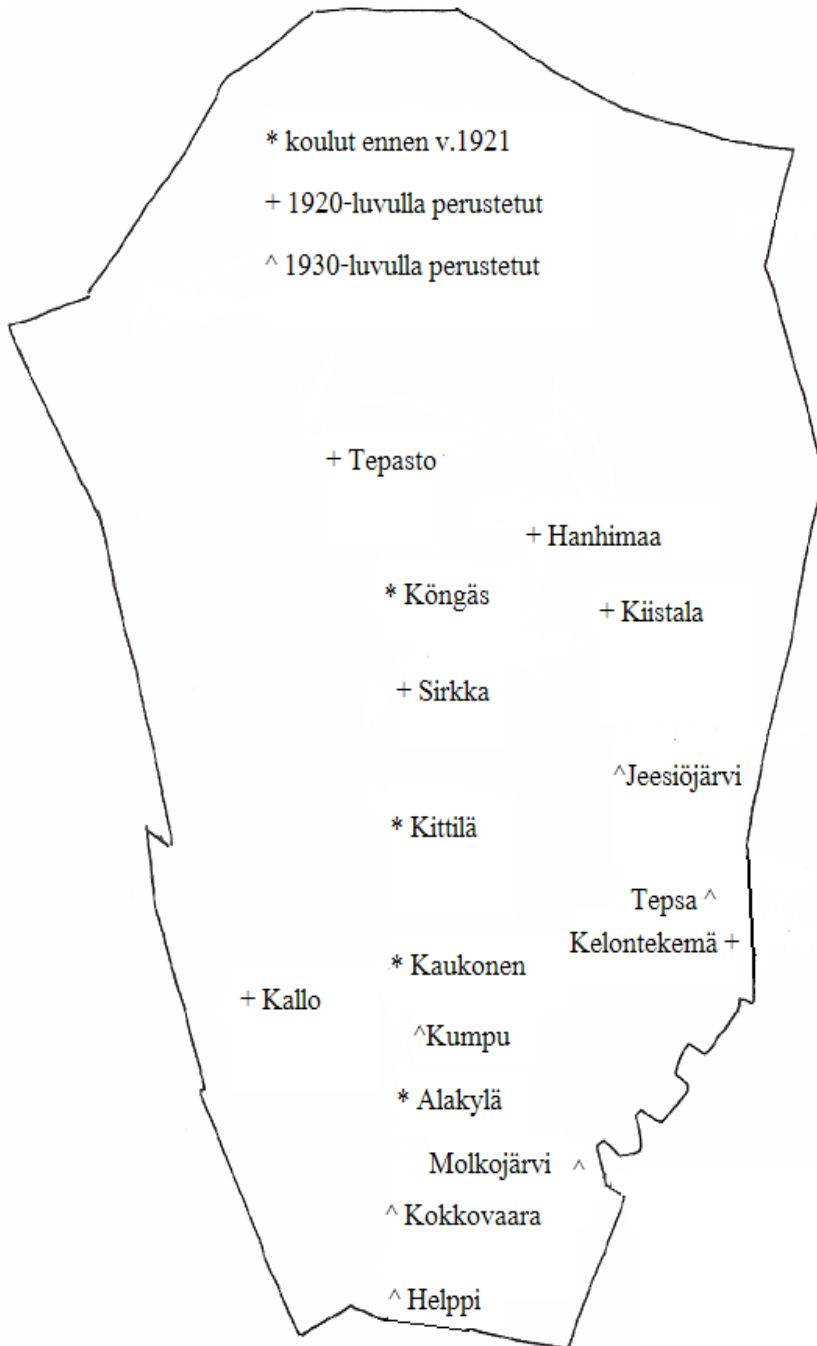 * koulut ennen v.1921
+ 1920-luvulla perustetut
^ 1930-luvulla perustetut
+ Tepasto
+ Hanhimaa
* Köngäs
+ Kiistala
+ Sirkka
^Jeesiöjärvi
* Kittilä
Tepsa ^
Kelontekemä +
* Kaukonen
+ Kallo
^Kumpu
* Alakylä
Molkojärvi ^
^ Kokkovaara
^ Helppi